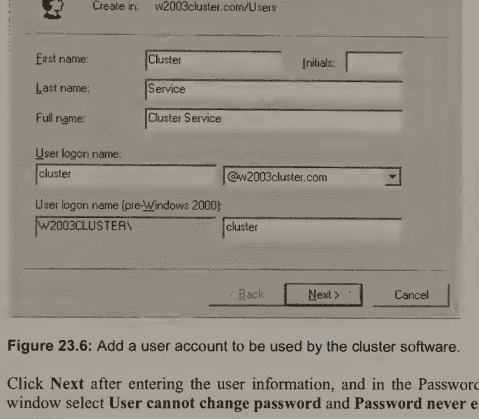 Create in: w2003cluster.com/Users
First name: Cluster Initials:
Last name: Service
Full name: Cluster Service
User logon name:
cluster @w2003cluster.com
User logon name (pre-Windows 2000):
W2003CLUSTER\ cluster
< Back Next > Cancel
Figure 23.6: Add a user account to be used by the cluster software.
Click Next after entering the user information, and in the Password
window select User cannot change password and Password never